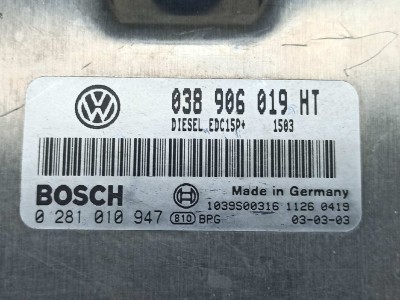 038 906 019 HT
DIESEL EDC15P+ 1503
BOSCH
Made in Germany
1039S00316 1126 0419
0 281 010 947 810 BPG 03-03-03